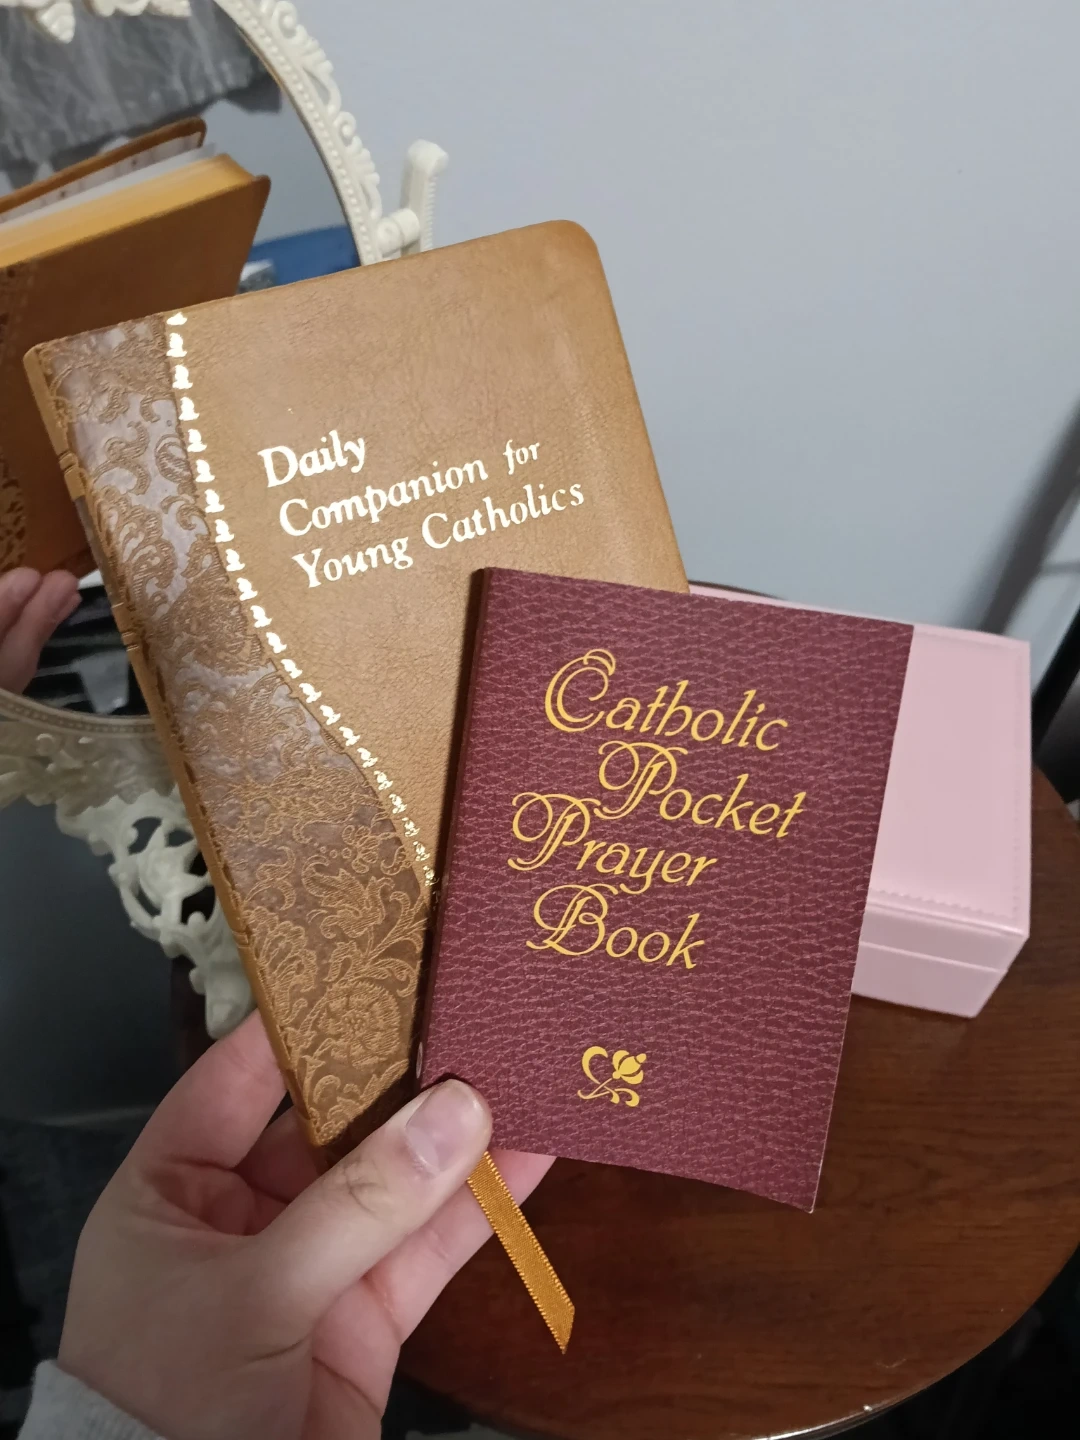 Daily
Companion for
Young Catholics
Catholic
Pocket
Prayer
Book